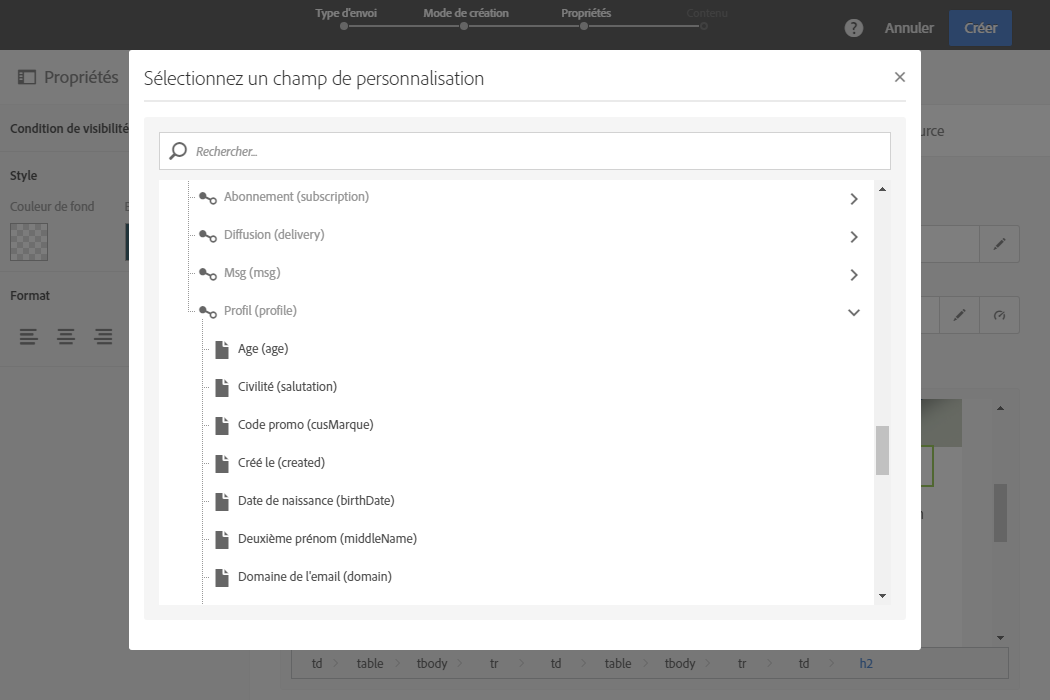 Type d'envoi
Mode de création
Propriétés
Contenu
? Annuler Créer
Propriétés
Sélectionnez un champ de personnalisation
×
Condition de visibilité
Style
Couleur de fond
Format
Rechercher...
Abonnement (subscription)
Diffusion (delivery)
Msg (msg)
Profil (profile)
Age (age)
Civilité (salutation)
Code promo (cusMarque)
Créé le (created)
Date de naissance (birthDate)
Deuxième prénom (middleName)
Domaine de l'email (domain)
td table tbody tr td table tbody tr td h2